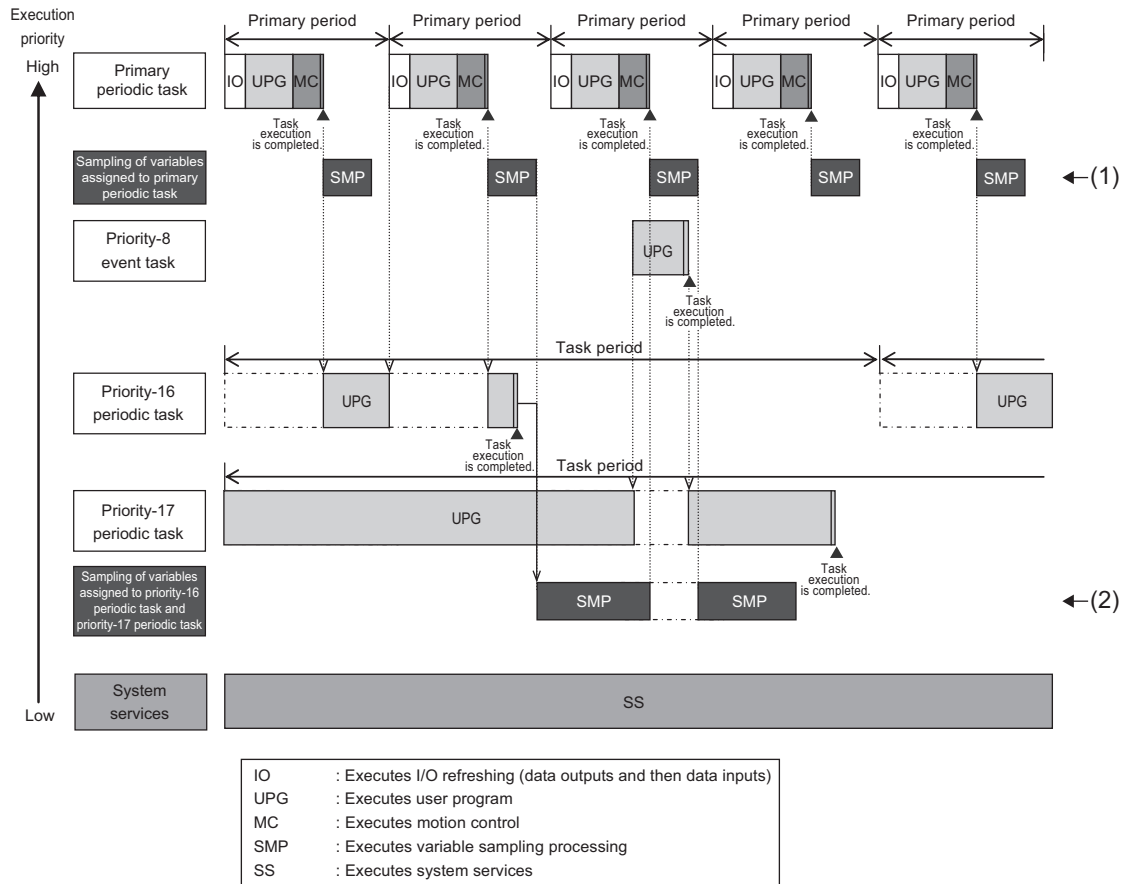 Execution
priority
High
Primary period
Primary period
Primary period
Primary period
Primary period
Primary
periodic task
IO UPG MC
IO UPG MC
IO UPG MC
IO UPG MC
IO UPG MC
Task
execution
is completed.
Task
execution
is completed.
Task
execution
is completed.
Task
execution
is completed.
Task
execution
is completed.
Sampling of variables
assigned to primary
periodic task
SMP
SMP
SMP
SMP
SMP
(1)
Priority-8
event task
UPG
Task
execution
is completed.
Task period
Priority-16
periodic task
UPG
UPG
Task
execution
is completed.
Task period
Priority-17
periodic task
UPG
Task
execution
is completed.
Sampling of variables
assigned to priority-16
periodic task and
priority-17 periodic task
SMP
SMP
(2)
System
services
SS
Low
IO : Executes I/O refreshing (data outputs and then data inputs)
UPG : Executes user program
MC : Executes motion control
SMP : Executes variable sampling processing
SS : Executes system services